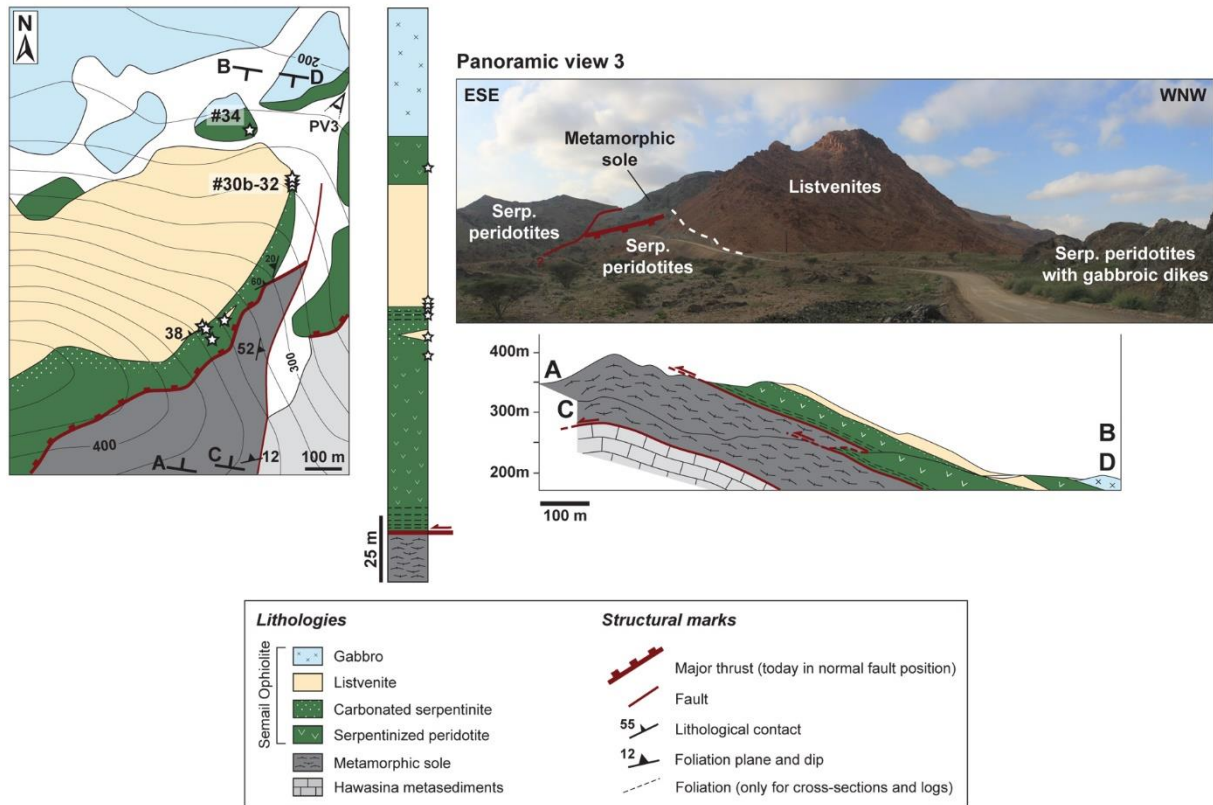 N
B
D
200
#34
PV3
#30b-32
20
60
38
52
300
400
A
C
12
100 m
25 m
Panoramic view 3
ESE
WNW
Metamorphic
sole
Listvenites
Serp.
peridotites
Serp.
peridotites
Serp. peridotites
with gabbroic dikes
?
400m
A
300m
C
B
200m
D
100 m
Lithologies
Semail Ophiolite
Gabbro
Listvenite
Carbonated serpentinite
Serpentinized peridotite
Metamorphic sole
Hawasina metasediments
Structural marks
Major thrust (today in normal fault position)
Fault
55
Lithological contact
12
Foliation plane and dip
Foliation (only for cross-sections and logs)